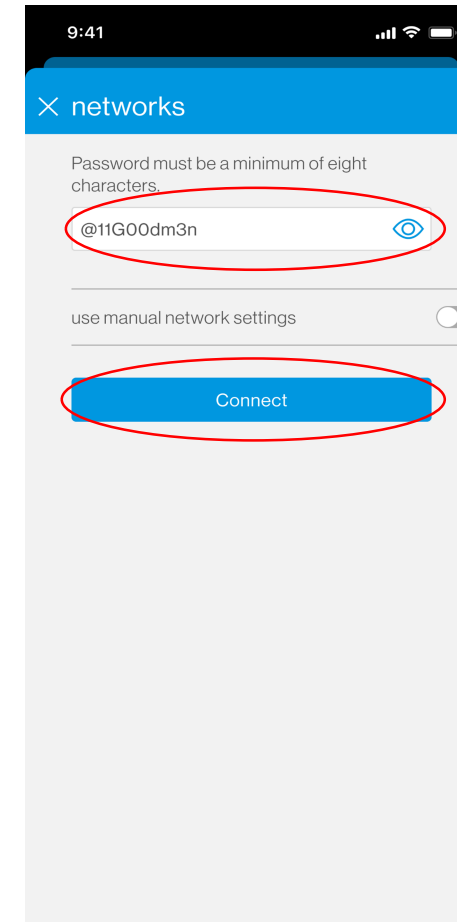 9:41
networks
Password must be a minimum of eight
characters.
@11G00dm3n
use manual network settings
Connect